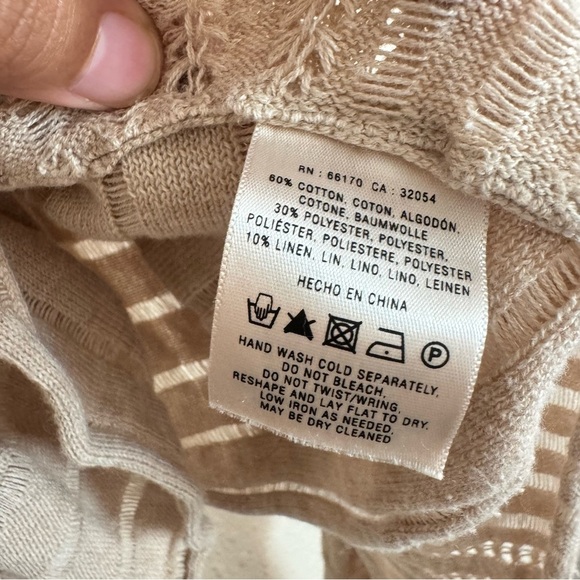 RN : 66170 CA : 32054
60% COTTON, COTON, ALGODÓN,
COTONE, BAUMWOLLE
30% POLYESTER, POLYESTER,
POLIÉSTER, POLIESTERE, POLYESTER
10% LINEN, LIN, LINO, LINO, LEINEN
HECHO EN CHINA
P
HAND WASH COLD SEPARATELY,
DO NOT BLEACH,
DO NOT TWIST/WRING,
RESHAPE AND LAY FLAT TO DRY.
LOW IRON AS NEEDED,
MAY BE DRY CLEANED